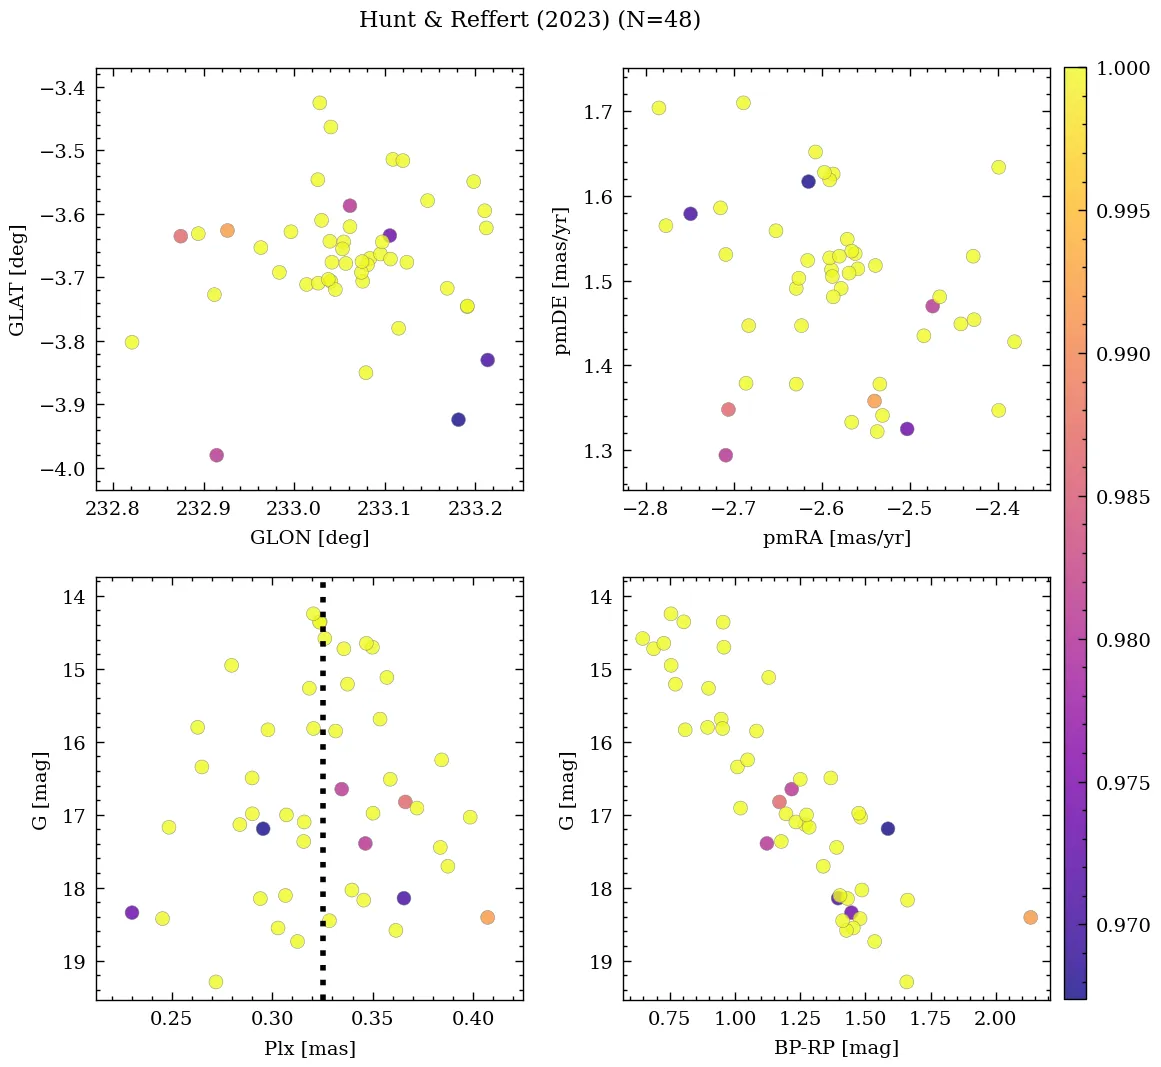 Hunt & Reffert (2023) (N=48)
−3.4
−3.5
−3.6
−3.7
−3.8
−3.9
−4.0
GLAT [deg]
232.8 232.9 233.0 233.1 233.2
GLON [deg]
1.7
1.6
1.5
1.4
1.3
pmDE [mas/yr]
−2.8 −2.7 −2.6 −2.5 −2.4
pmRA [mas/yr]
1.000
0.995
0.990
0.985
0.980
0.975
0.970
14
15
16
17
18
19
G [mag]
0.25 0.30 0.35 0.40
Plx [mas]
14
15
16
17
18
19
G [mag]
0.75 1.00 1.25 1.50 1.75 2.00
BP-RP [mag]